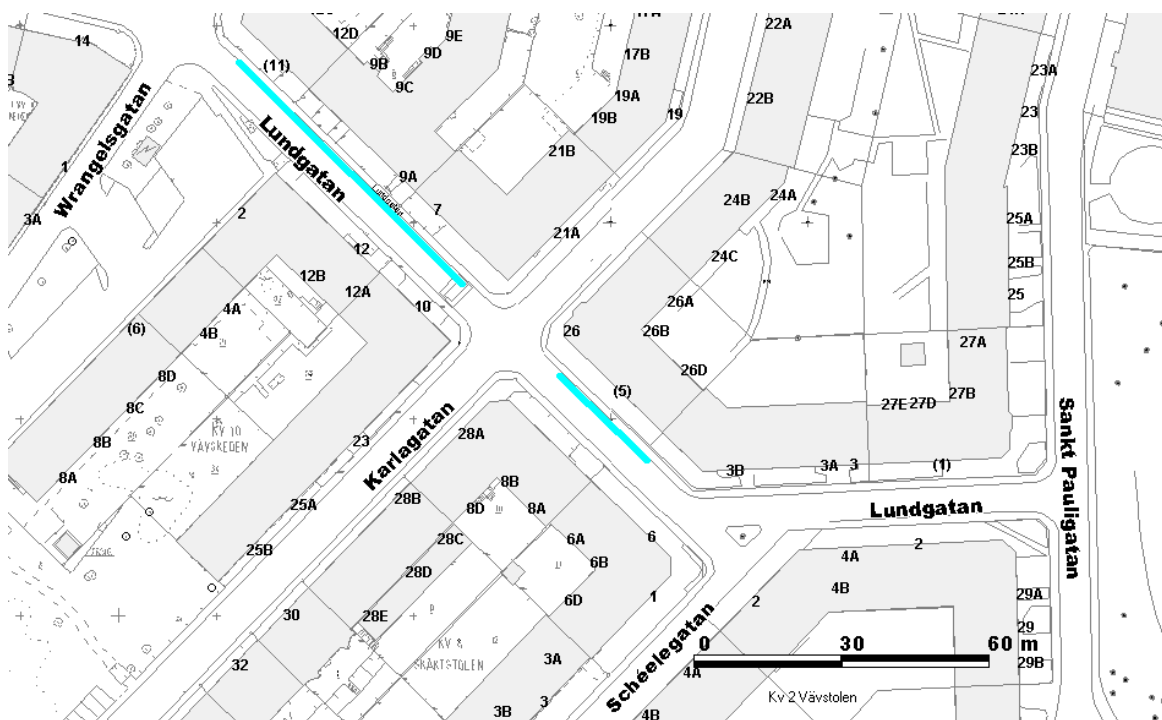 14
12D
9E
9D
9B
9C
(11)
17B
22A
23A
19A
22B
19
19B
23
21B
23B
Wrangelsgatan
Lundgatan
1
9A
3A
7
2
24B
24A
25A
21A
12
24C
25B
12B
12A
4A
10
26A
25
(6)
4B
26
26B
27A
8D
26D
8C
(5)
27E
27D
27B
KV 10
VÄVSKEDEN
8B
23
28A
Karlagatan
8A
3B
3A
3
(1)
8B
25A
28B
8D
8A
Lundgatan
Sankt Pauligatan
25B
28C
6A
6
2
28D
6B
4A
4B
30
28E
6D
1
2
29A
Schéelegatan
29
KV 8
SKÄKTSTOLEN
0
30
60 m
32
3A
29B
4A
Kv 2 Vävstolen
3B
3
4B